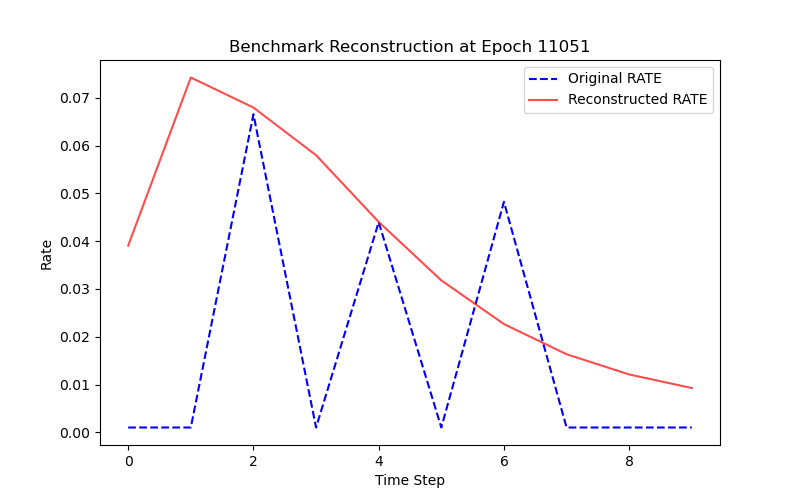 Benchmark Reconstruction at Epoch 11051
Original RATE
Reconstructed RATE
0.07
0.06
0.05
0.04
0.03
0.02
0.01
0.00
Rate
0 2 4 6 8
Time Step